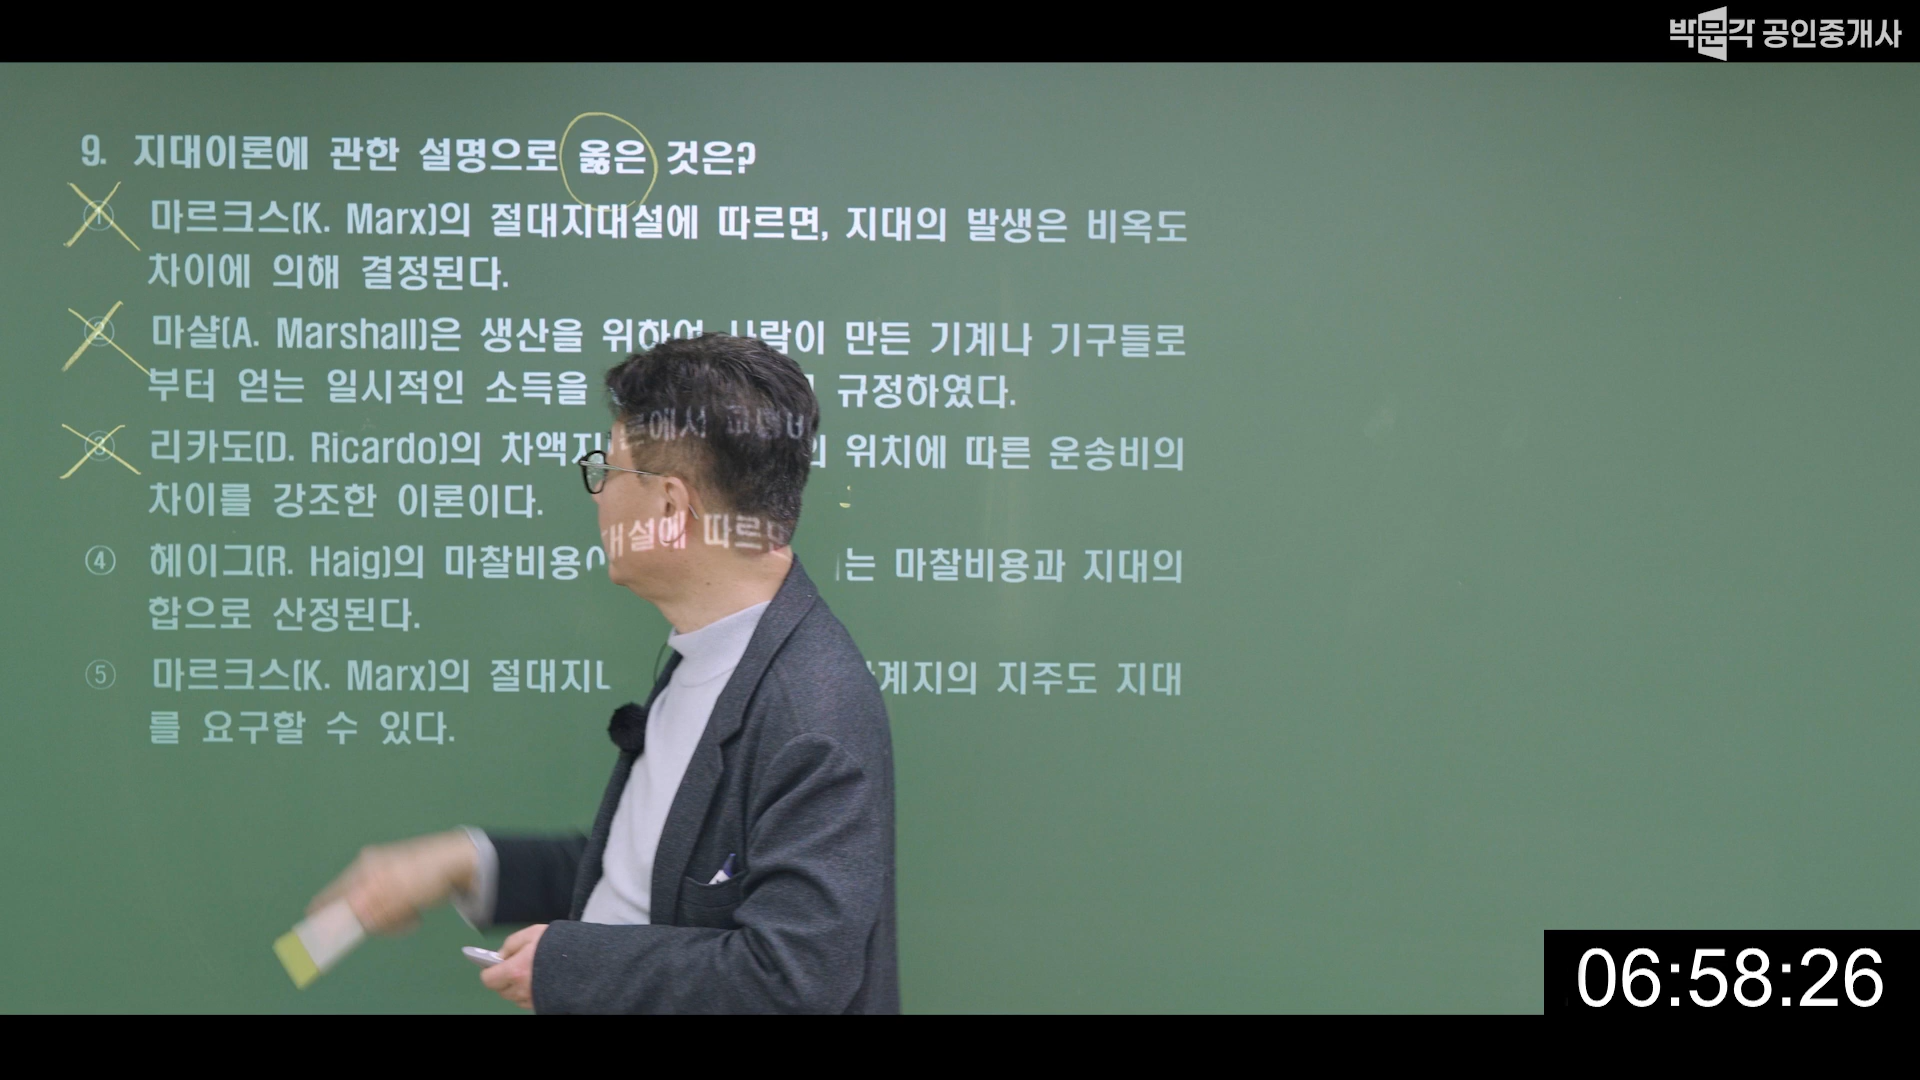 박문각 공인중개사
9. 지대이론에 관한 설명으로 옳은 것은?
① 마르크스(K. Marx)의 절대지대설에 따르면, 지대의 발생은 비옥도
차이에 의해 결정된다.
② 마샬(A. Marshall)은 생산을 위하여 사람이 만든 기계나 기구들로
부터 얻는 일시적인 소득을 규정하였다.
③ 리카도(D. Ricardo)의 위치에 따른 운송비의
차이를 강조한 이론이다.
④ 헤이그(R. Haig)의 마찰비용 는 마찰비용과 지대의
합으로 산정된다.
⑤ 마르크스(K. Marx)의 계지의 지주도 지대
를 요구할 수 있다.
06:58:26